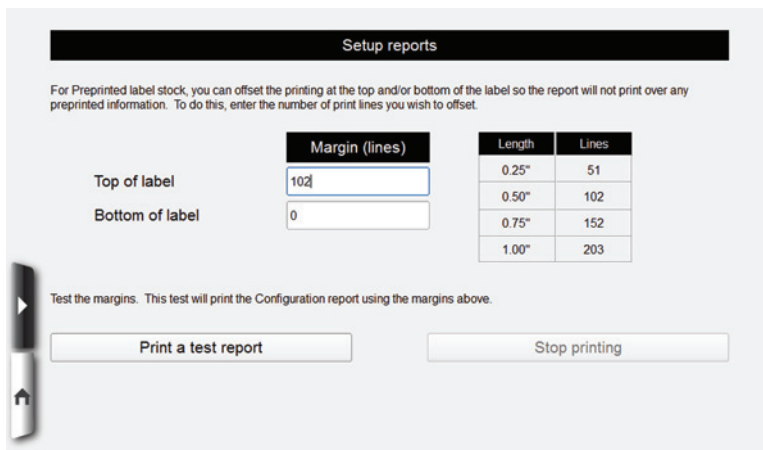 Setup reports
For Preprinted label stock, you can offset the printing at the top and/or bottom of the label so the report will not print over any
preprinted information. To do this, enter the number of print lines you wish to offset.
Margin (lines)
Top of label 102
Bottom of label 0
Length Lines
0.25" 51
0.50" 102
0.75" 152
1.00" 203
Test the margins. This test will print the Configuration report using the margins above.
Print a test report Stop printing